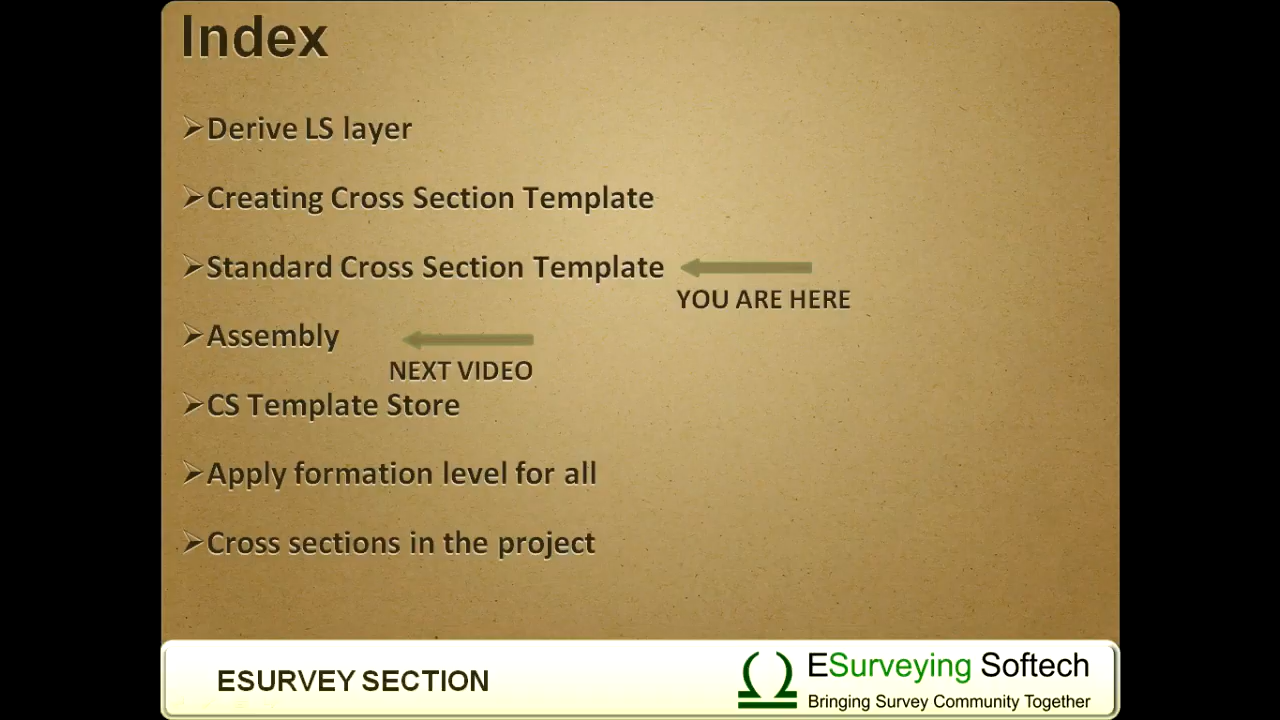 Index
Derive LS layer
Creating Cross Section Template
Standard Cross Section Template
YOU ARE HERE
Assembly
NEXT VIDEO
CS Template Store
Apply formation level for all
Cross sections in the project
ESURVEY SECTION
ESurveying Softech
Bringing Survey Community Together